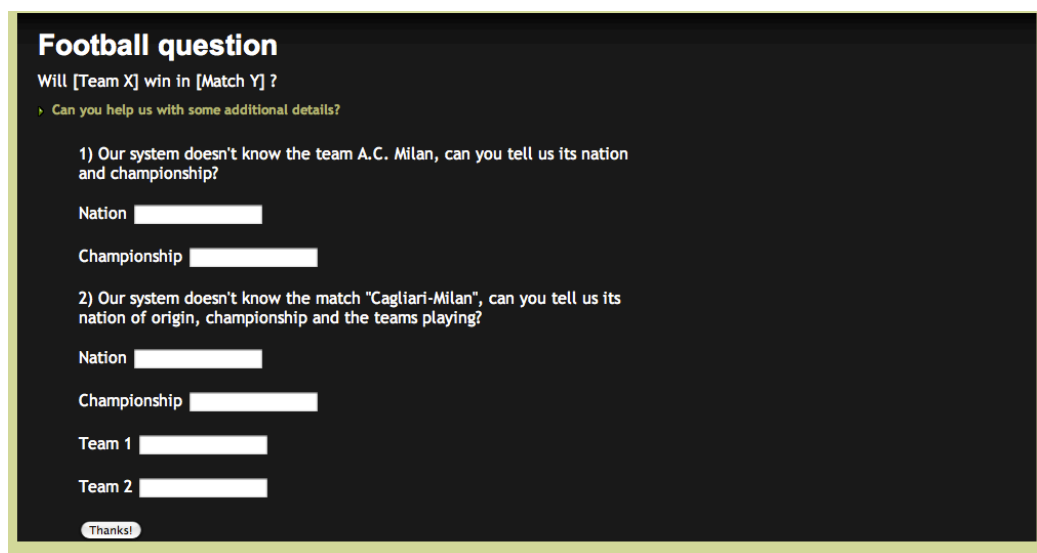 Football question
Will [Team X] win in [Match Y] ?
Can you help us with some additional details?
1) Our system doesn't know the team A.C. Milan, can you tell us its nation
and championship?
Nation
Championship
2) Our system doesn't know the match "Cagliari-Milan", can you tell us its
nation of origin, championship and the teams playing?
Nation
Championship
Team 1
Team 2
Thanks!